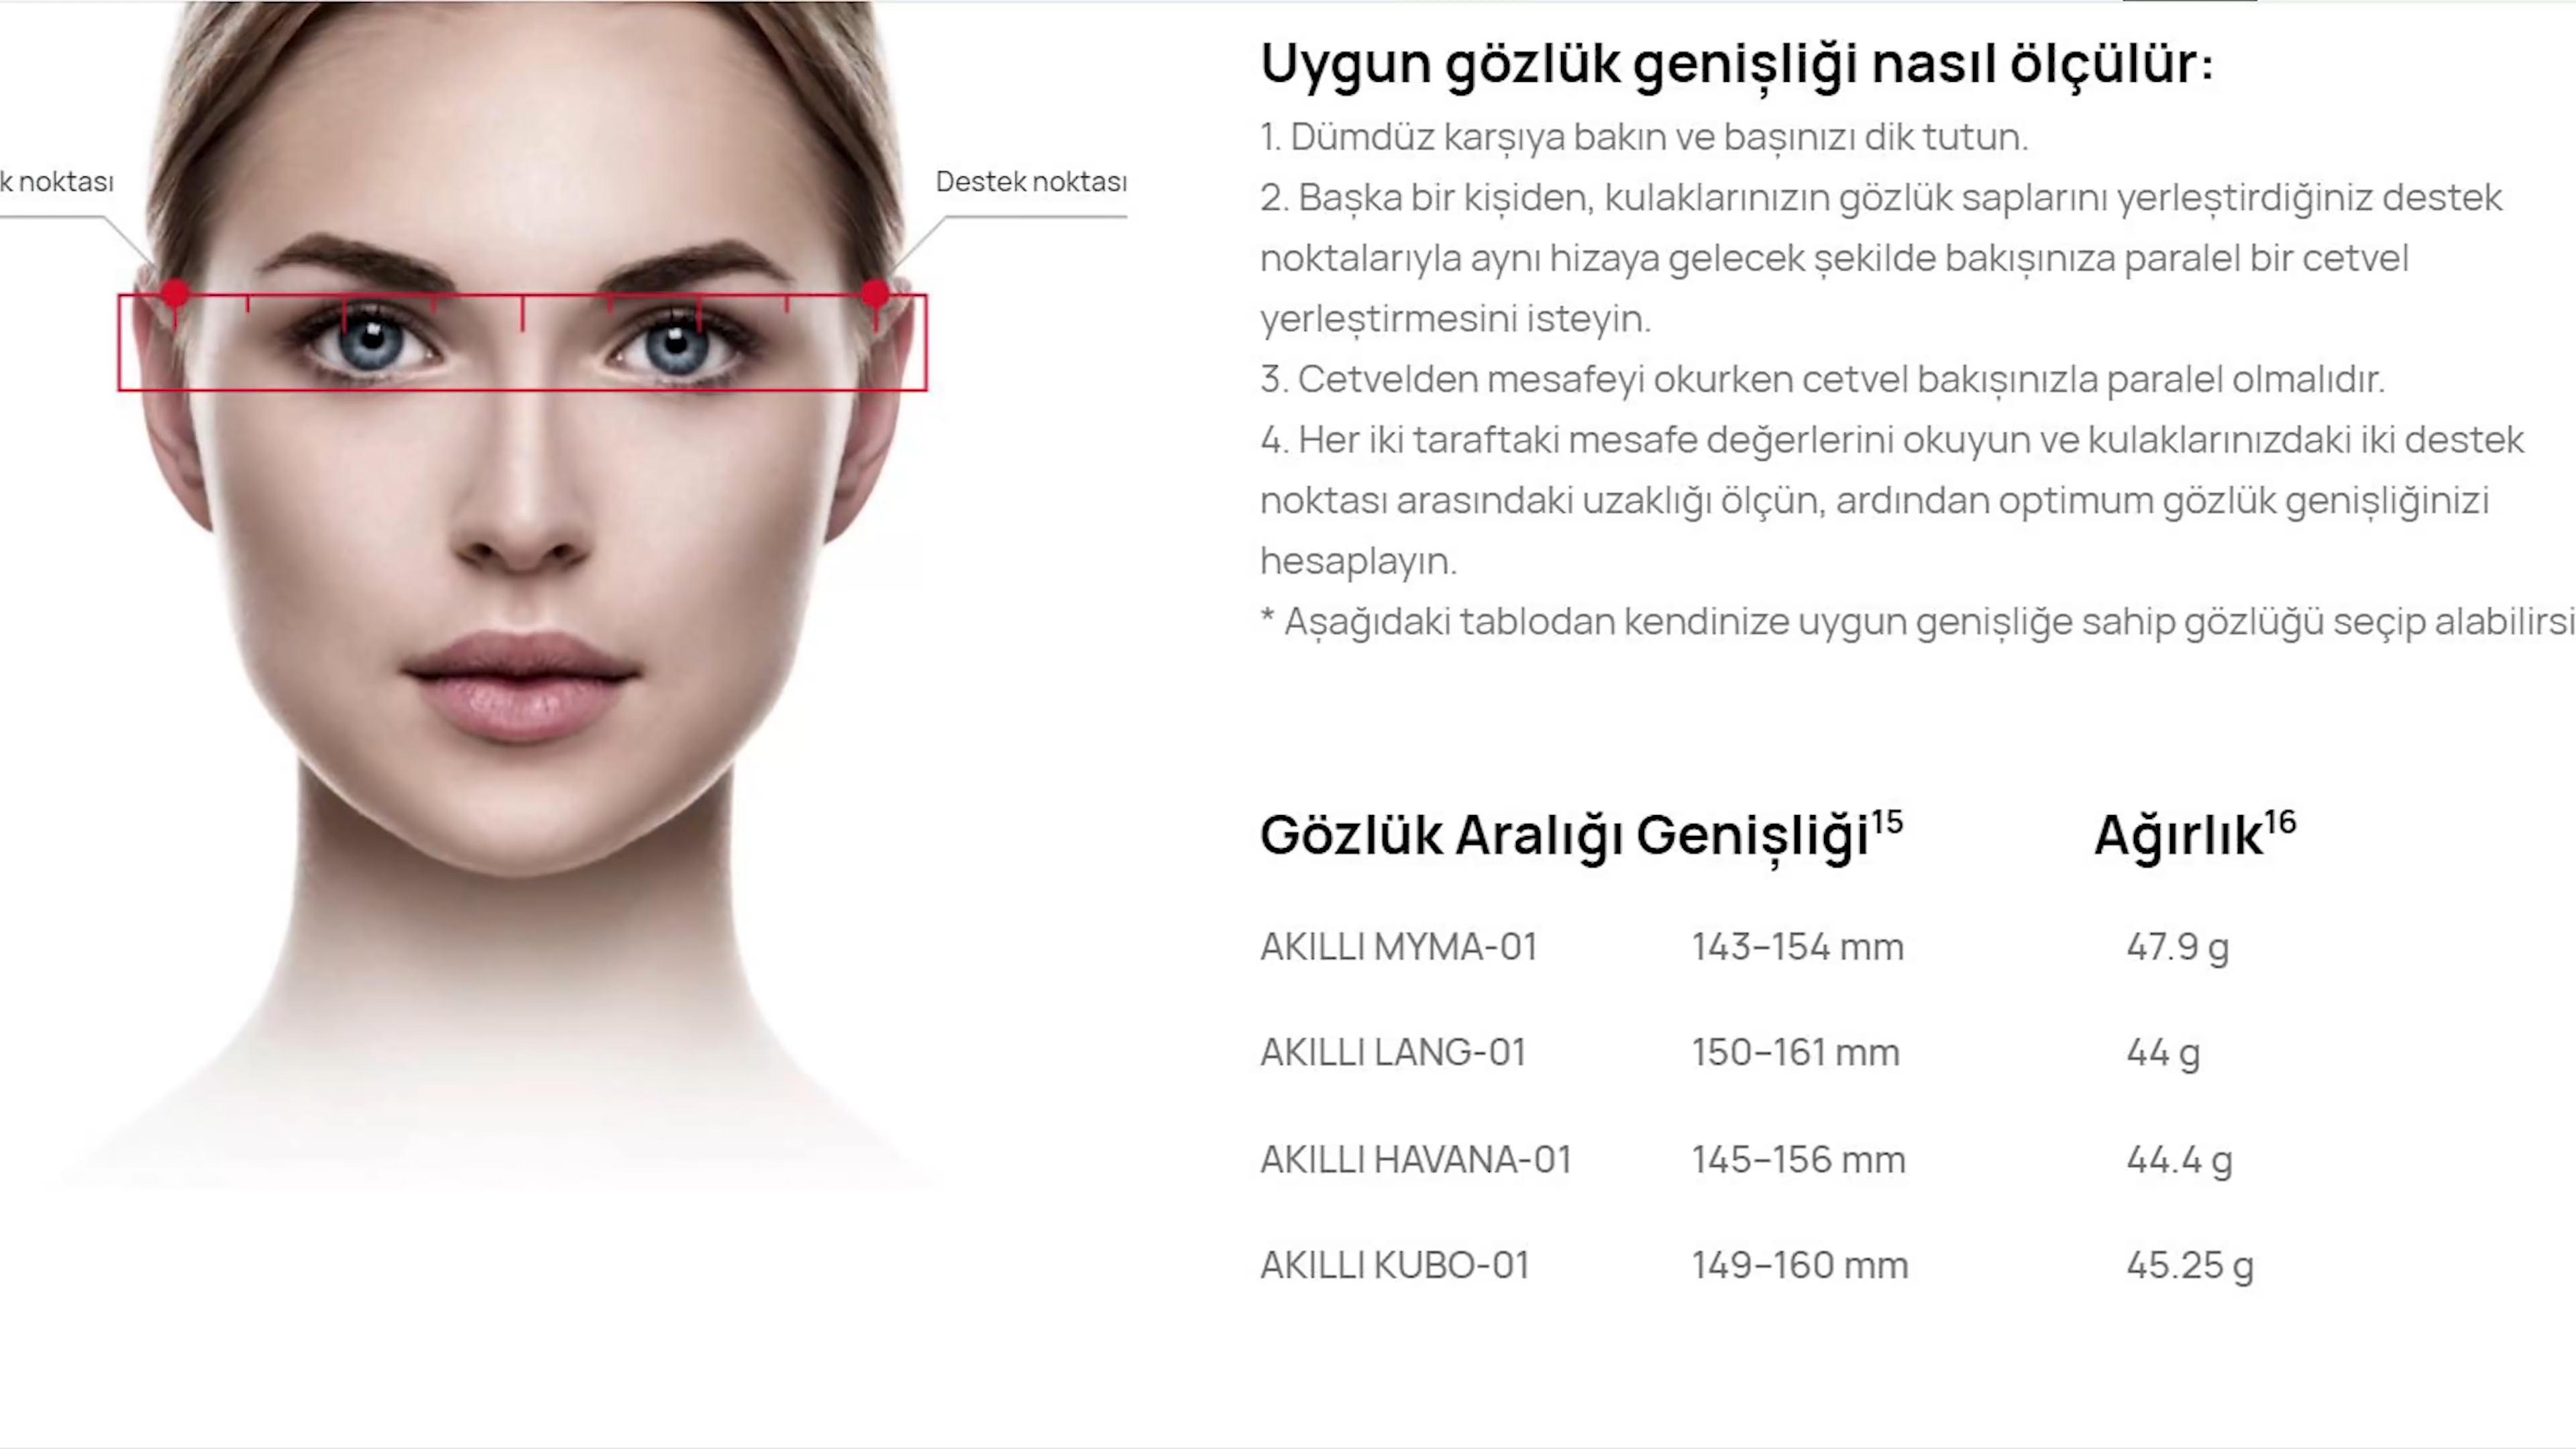 Uygun gözlük genişliği nasıl ölçülür:
1. Dümdüz karşıya bakın ve başınızı dik tutun.
2. Başka bir kişiden, kulaklarınızın gözlük saplarını yerleştirdiğiniz destek
noktalarıyla aynı hizaya gelecek şekilde bakışınıza paralel bir cetvel
yerleştirmesini isteyin.
3. Cetvelden mesafeyi okurken cetvel bakışınızla paralel olmalıdır.
4. Her iki taraftaki mesafe değerlerini okuyun ve kulaklarınızdaki iki destek
noktası arasındaki uzaklığı ölçün, ardından optimum gözlük genişliğinizi
hesaplayın.
* Aşağıdaki tablodan kendinize uygun genişliğe sahip gözlüğü seçip alabilirsi
k noktası
Destek noktası
Gözlük Aralığı Genişliği15 Ağırlık16
AKILLI MYMA-01 143–154 mm 47.9 g
AKILLI LANG-01 150–161 mm 44 g
AKILLI HAVANA-01 145–156 mm 44.4 g
AKILLI KUBO-01 149–160 mm 45.25 g